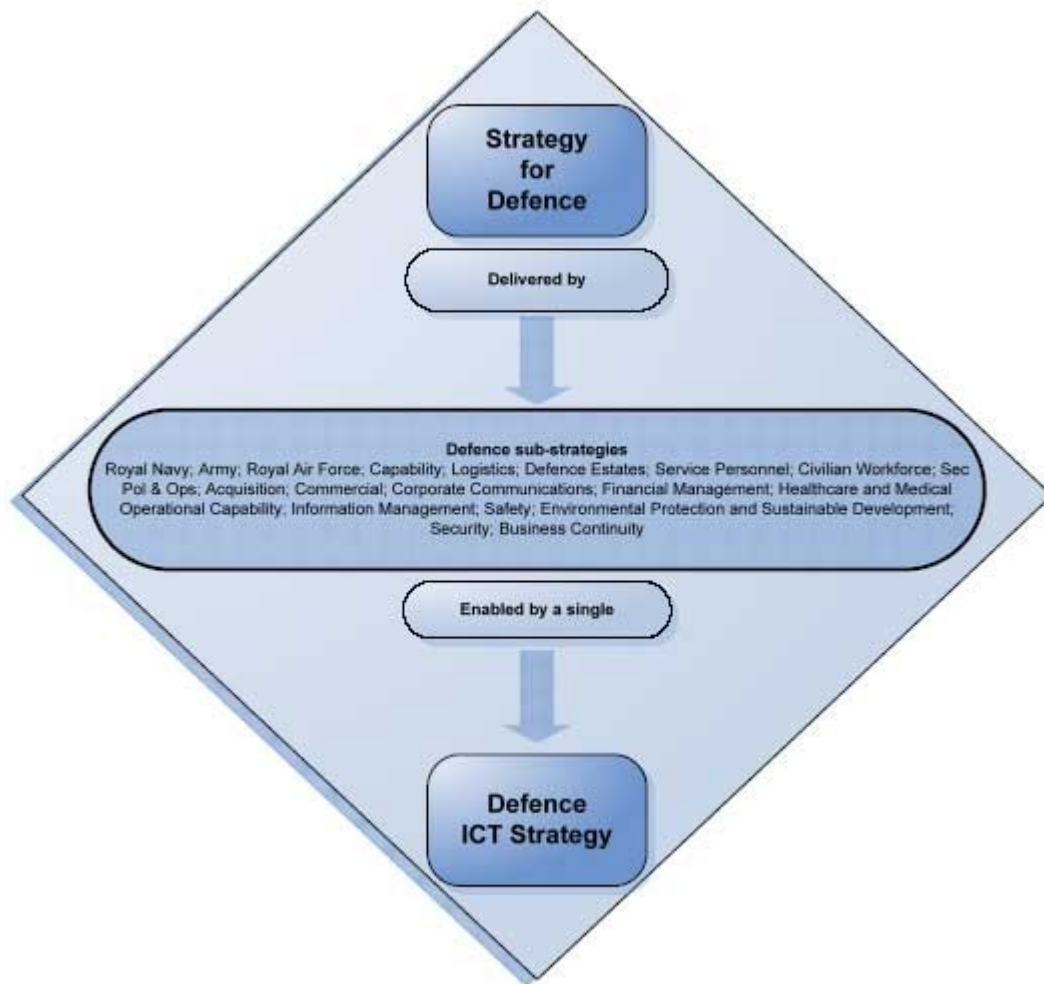 Strategy
for
Defence
Delivered by
Defence sub-strategies
Royal Navy; Army; Royal Air Force; Capability; Logistics; Defence Estates; Service Personnel; Civilian Workforce; Sec
Pol & Ops; Acquisition; Commercial; Corporate Communications; Financial Management; Healthcare and Medical
Operational Capability; Information Management; Safety; Environmental Protection and Sustainable Development;
Security; Business Continuity
Enabled by a single
Defence
ICT Strategy